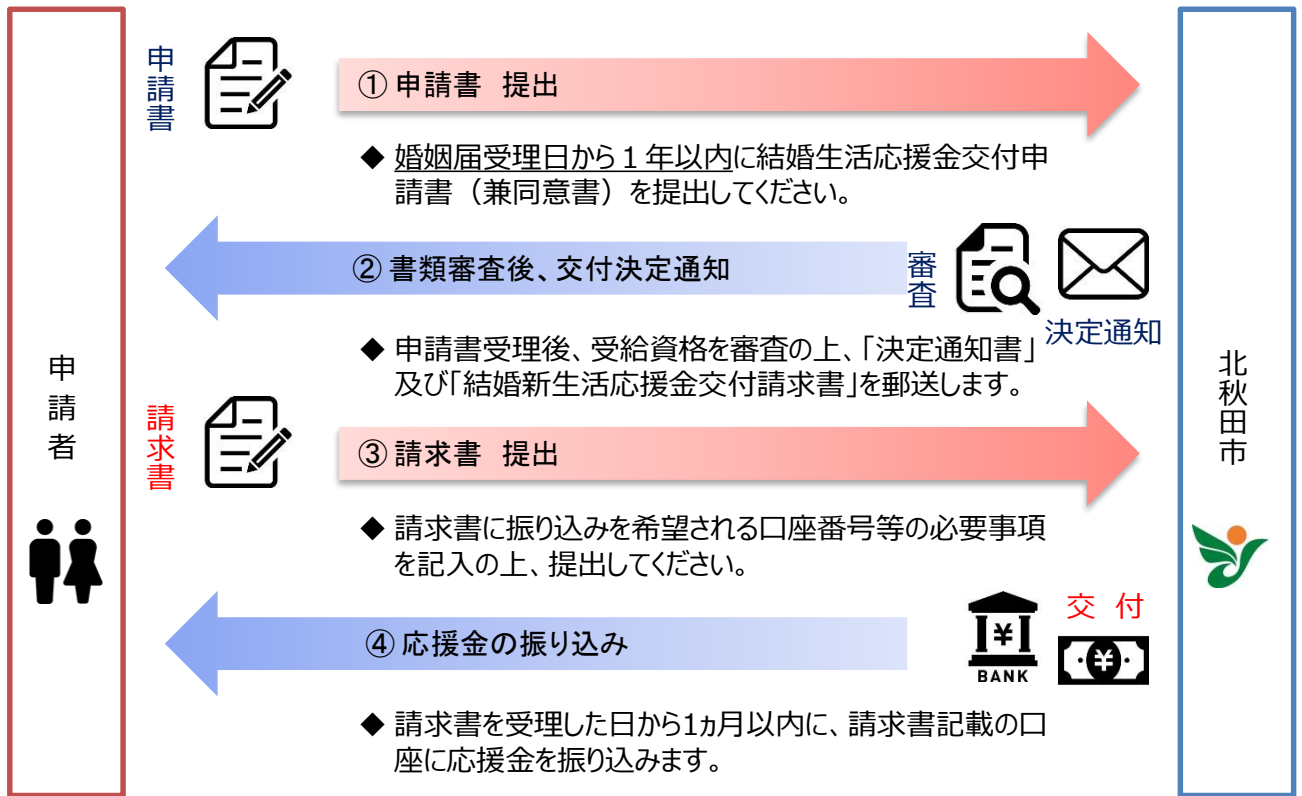 申請者
申請書
① 申請書 提出
◆ 婚姻届受理日から１年以内に結婚生活応援金交付申
請書（兼同意書）を提出してください。
② 書類審査後、交付決定通知
審査
決定通知
◆ 申請書受理後、受給資格を審査の上、「決定通知書」
及び「結婚新生活応援金交付請求書」を郵送します。
請求書
③ 請求書 提出
◆ 請求書に振り込みを希望される口座番号等の必要事項
を記入の上、提出してください。
④ 応援金の振り込み
¥
BANK
交 付
¥
◆ 請求書を受理した日から1ヵ月以内に、請求書記載の口
座に応援金を振り込みます。
北秋田市